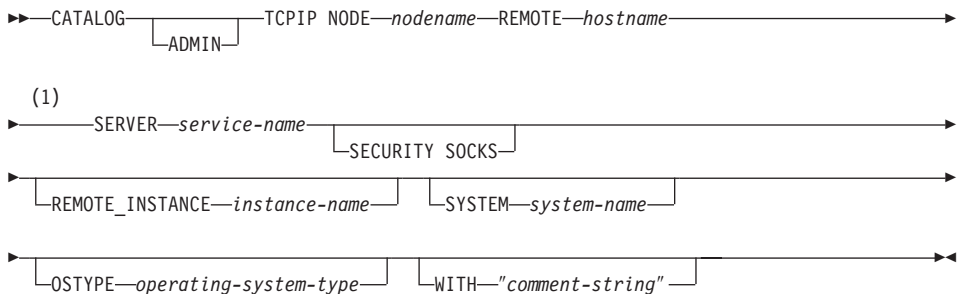 CATALOG TCPIP NODE nodename REMOTE hostname
ADMIN
(1)
SERVER service-name
SECURITY SOCKS
REMOTE_INSTANCE instance-name SYSTEM system-name
OSTYPE operating-system-type WITH "comment-string"